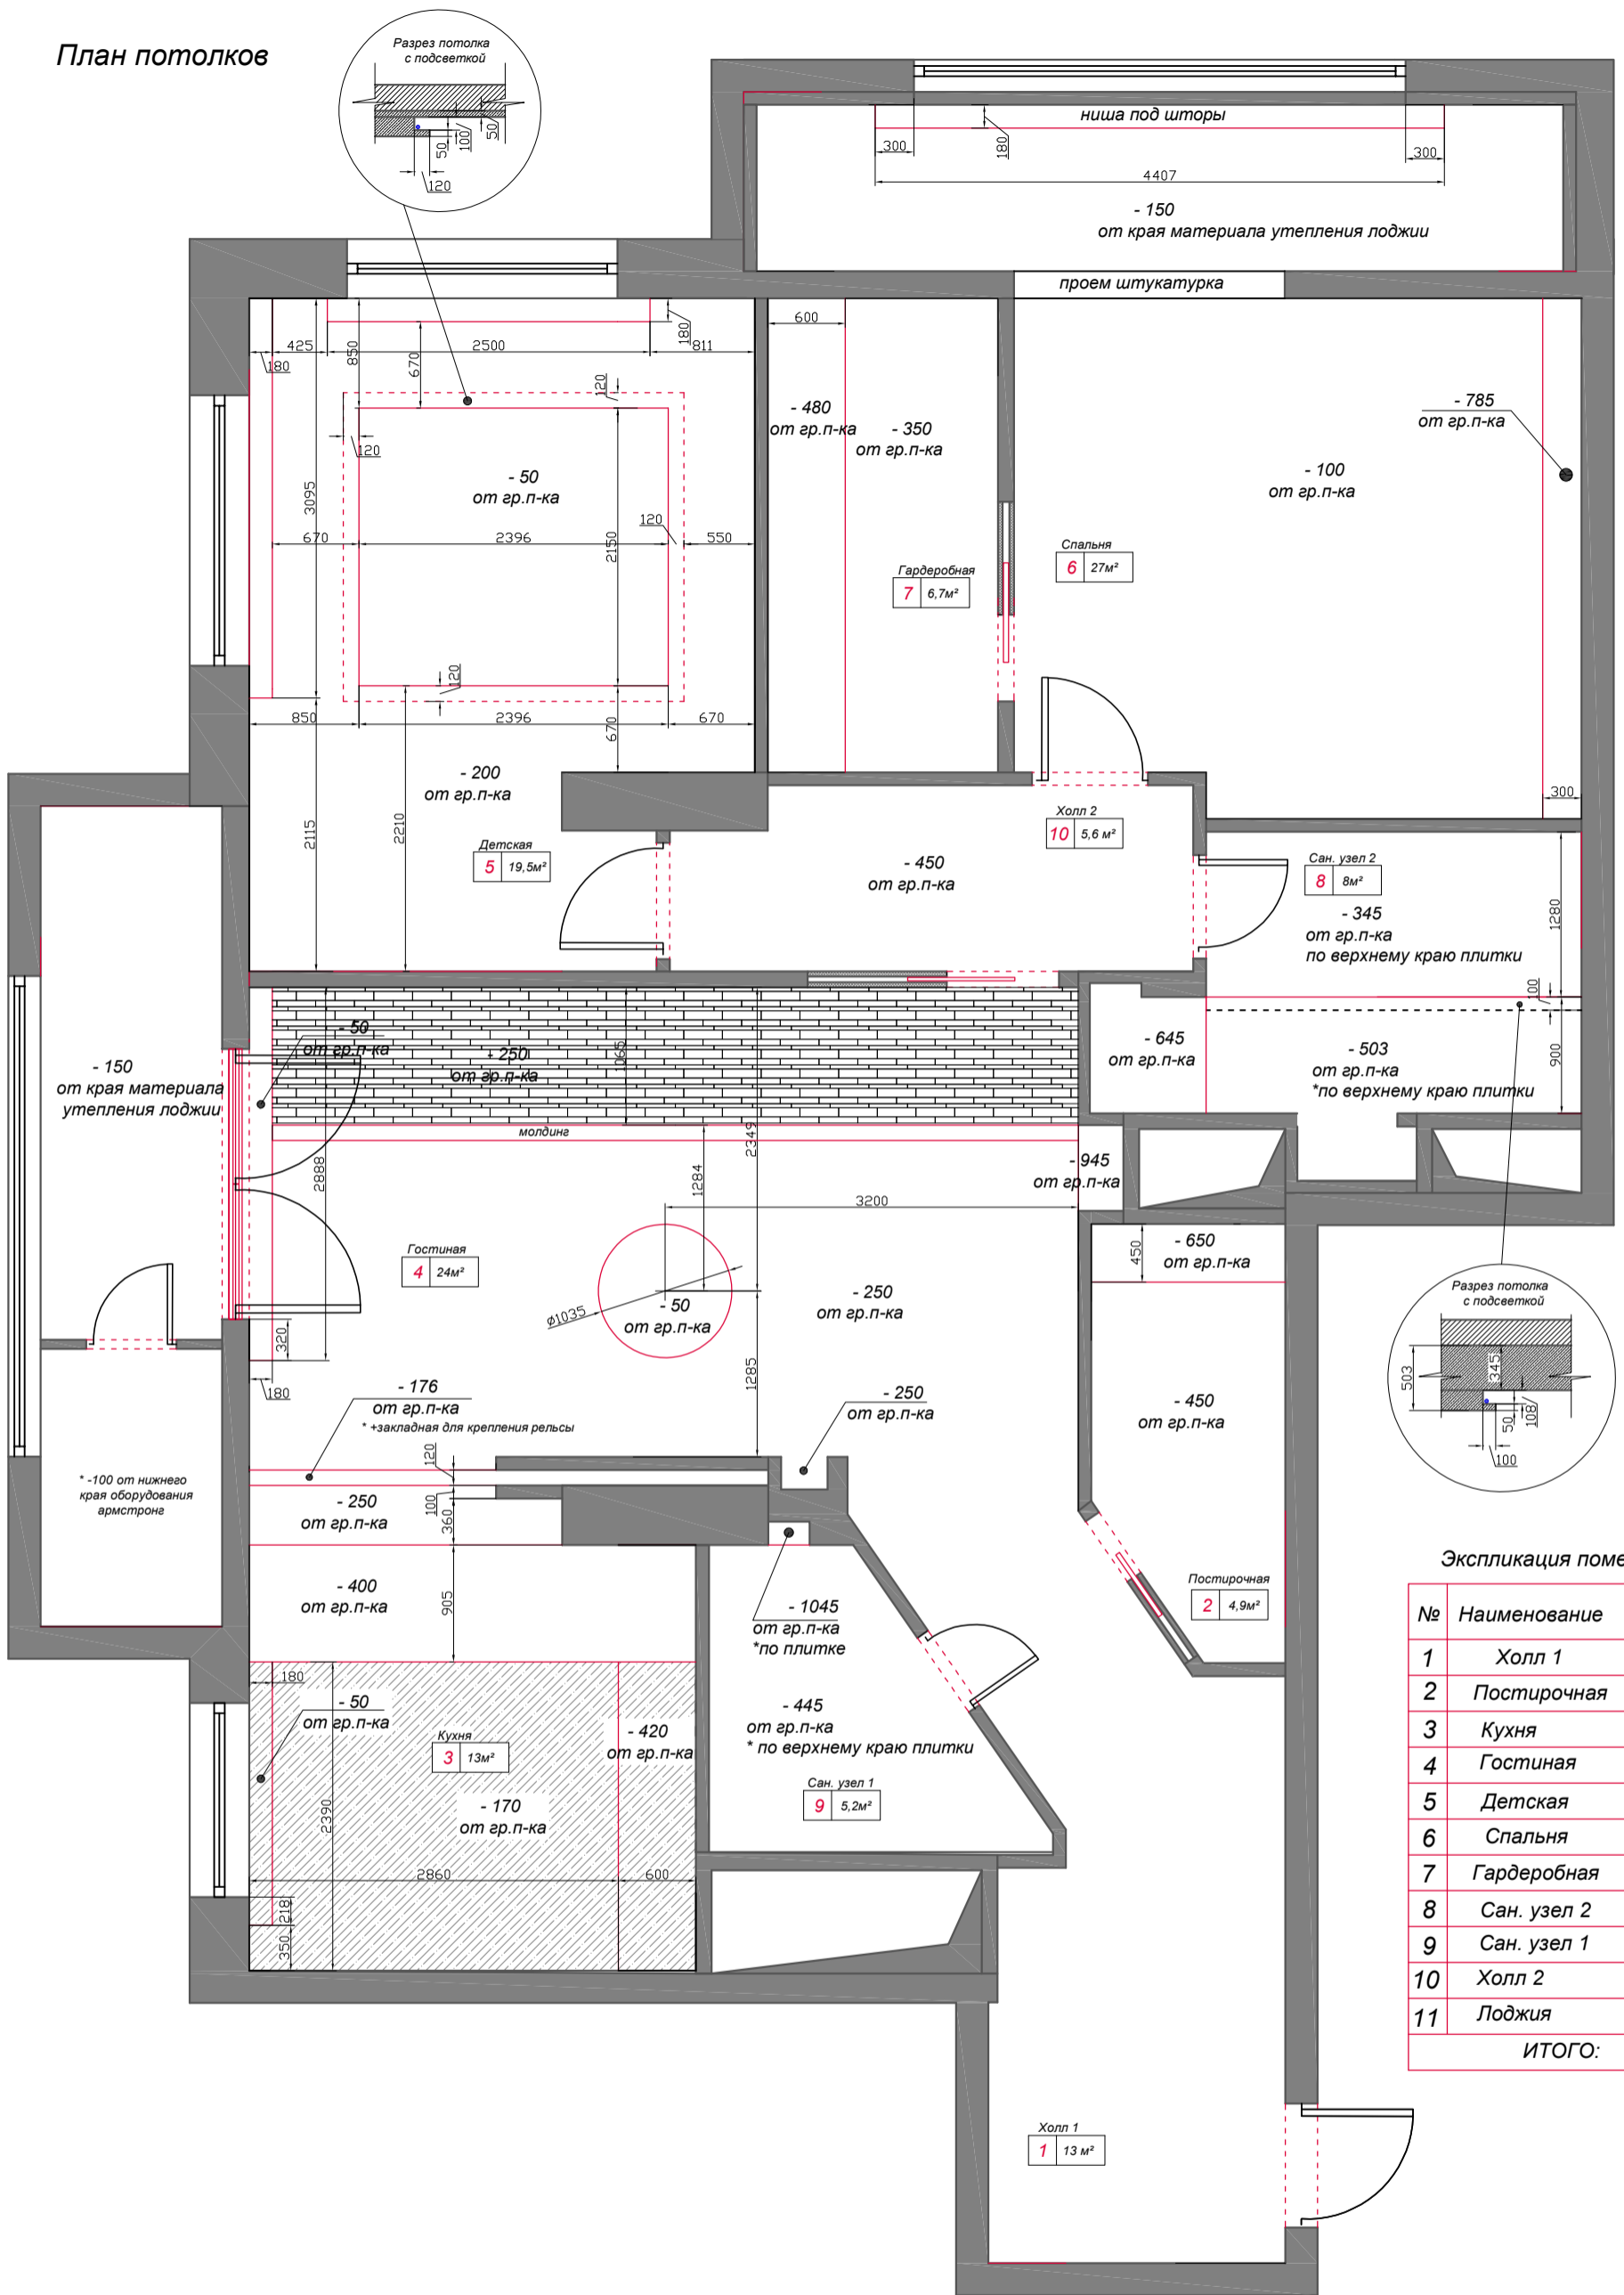 План потолков
Разрез потолка
с подсветкой
50
100
50
120
ниша под шторы
300
180
300
4407
- 150
от края материала утепления лоджии
проем штукатурка
180
425
850
670
2500
180
811
600
120
120
- 50
от гр.п-ка
3095
670
2396
2150
120
550
120
850
2396
670
670
- 480
от гр.п-ка
- 350
от гр.п-ка
- 785
от гр.п-ка
- 100
от гр.п-ка
Гардеробная
7 6,7м²
Спальня
6 27м²
300
- 200
от гр.п-ка
2115
2210
Детская
5 19,5м²
Холл 2
10 5,6 м²
- 450
от гр.п-ка
Сан. узел 2
8 8м²
- 345
от гр.п-ка
по верхнему краю плитки
1280
100
900
- 645
от гр.п-ка
- 503
от гр.п-ка
*по верхнему краю плитки
- 150
от края материала
утепления лоджии
- 50
от гр.п-ка
- 250
от гр.п-ка
1065
молдинг
2888
1284
2349
3200
- 945
от гр.п-ка
Гостиная
4 24м²
ø1035
- 50
от гр.п-ка
- 250
от гр.п-ка
450
- 650
от гр.п-ка
320
180
1285
Разрез потолка
с подсветкой
503
345
50
108
100
- 176
от гр.п-ка
* +закладная для крепления рельсы
- 250
от гр.п-ка
- 450
от гр.п-ка
* -100 от нижнего
края оборудования
армстронг
120
100
360
- 250
от гр.п-ка
- 400
от гр.п-ка
905
- 1045
от гр.п-ка
*по плитке
Постирочная
2 4,9м²
180
- 50
от гр.п-ка
Кухня
3 13м²
- 420
от гр.п-ка
- 445
от гр.п-ка
* по верхнему краю плитки
Сан. узел 1
9 5,2м²
- 170
от гр.п-ка
2390
2860
600
218
350
Экспликация поме
№ Наименование
1 Холл 1
2 Постирочная
3 Кухня
4 Гостиная
5 Детская
6 Спальня
7 Гардеробная
8 Сан. узел 2
9 Сан. узел 1
10 Холл 2
11 Лоджия
ИТОГО:
Холл 1
1 13 м²